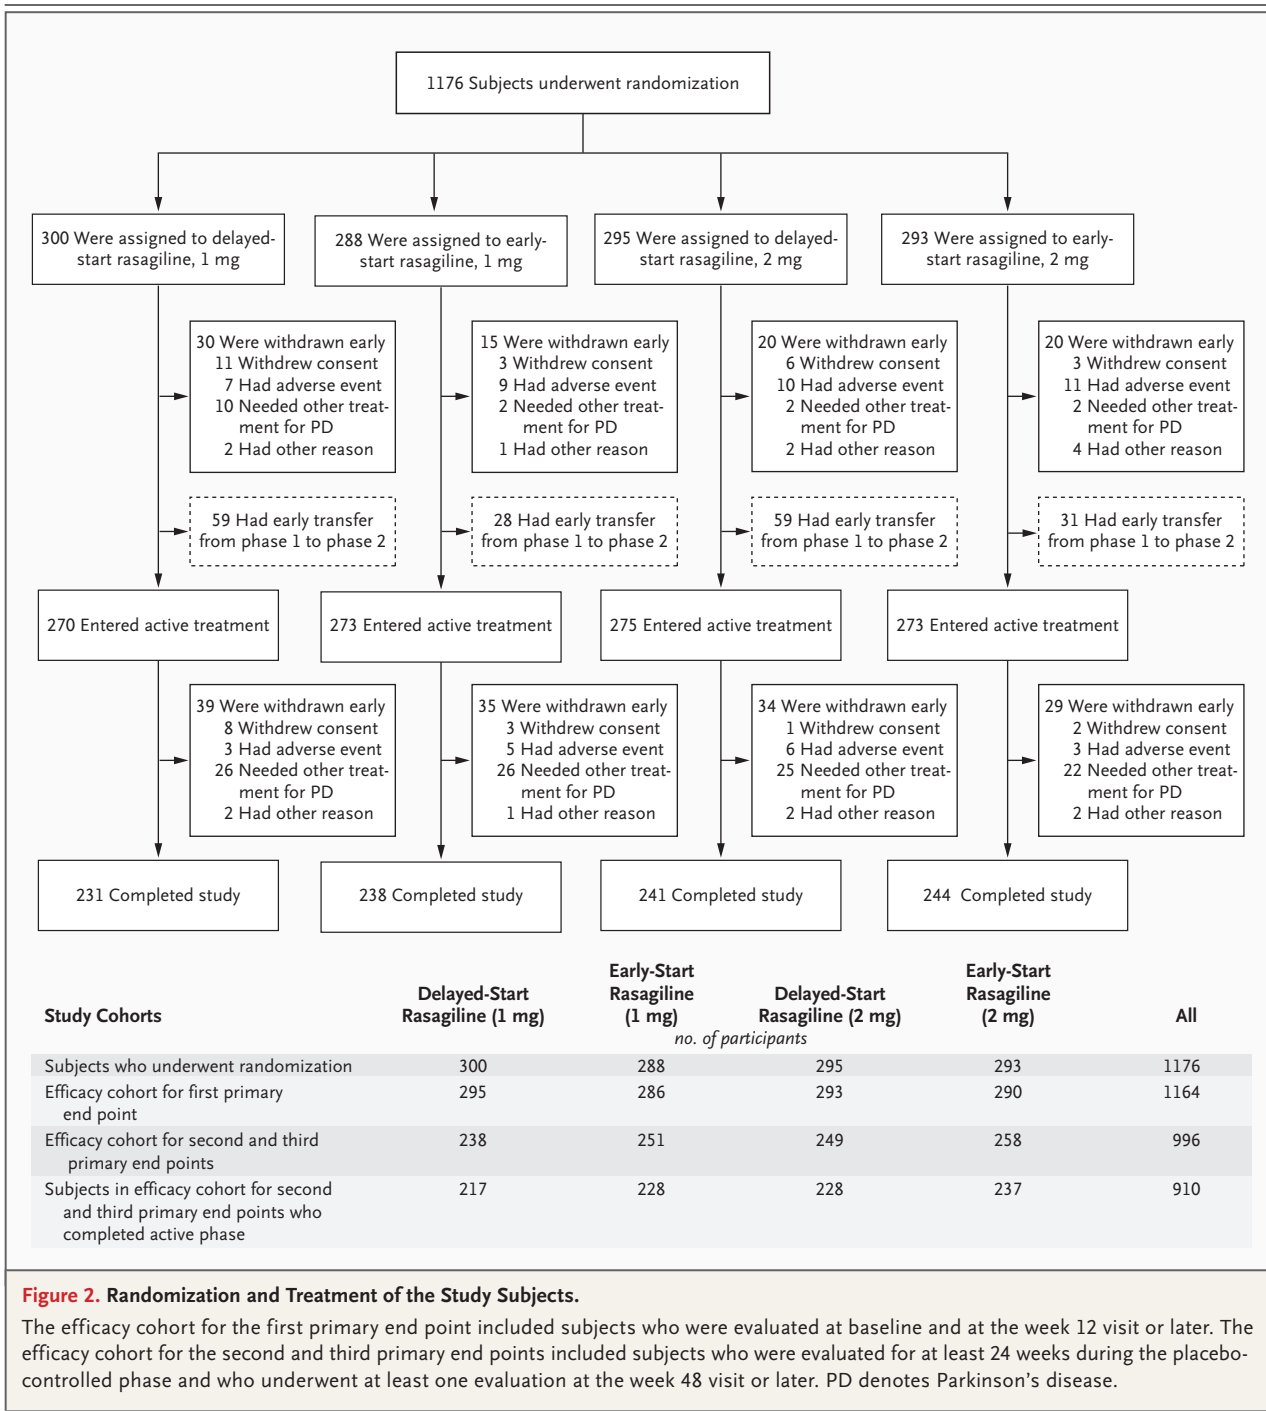 1176 Subjects underwent randomization
300 Were assigned to delayed-
start rasagiline, 1 mg
288 Were assigned to early-
start rasagiline, 1 mg
295 Were assigned to delayed-
start rasagiline, 2 mg
293 Were assigned to early-
start rasagiline, 2 mg
30 Were withdrawn early
11 Withdrew consent
7 Had adverse event
10 Needed other treat-
ment for PD
2 Had other reason
15 Were withdrawn early
3 Withdrew consent
9 Had adverse event
2 Needed other treat-
ment for PD
1 Had other reason
20 Were withdrawn early
6 Withdrew consent
10 Had adverse event
2 Needed other treat-
ment for PD
2 Had other reason
20 Were withdrawn early
3 Withdrew consent
11 Had adverse event
2 Needed other treat-
ment for PD
4 Had other reason
59 Had early transfer
from phase 1 to phase 2
28 Had early transfer
from phase 1 to phase 2
59 Had early transfer
from phase 1 to phase 2
31 Had early transfer
from phase 1 to phase 2
270 Entered active treatment
273 Entered active treatment
275 Entered active treatment
273 Entered active treatment
39 Were withdrawn early
8 Withdrew consent
3 Had adverse event
26 Needed other treat-
ment for PD
2 Had other reason
35 Were withdrawn early
3 Withdrew consent
5 Had adverse event
26 Needed other treat-
ment for PD
1 Had other reason
34 Were withdrawn early
1 Withdrew consent
6 Had adverse event
25 Needed other treat-
ment for PD
2 Had other reason
29 Were withdrawn early
2 Withdrew consent
3 Had adverse event
22 Needed other treat-
ment for PD
2 Had other reason
231 Completed study
238 Completed study
241 Completed study
244 Completed study
Study Cohorts
Delayed-Start
Rasagiline (1 mg)
Early-Start
Rasagiline
(1 mg)
Delayed-Start
Rasagiline (2 mg)
Early-Start
Rasagiline
(2 mg)
All
no. of participants
Subjects who underwent randomization 300 288 295 293 1176
Efficacy cohort for first primary 295 286 293 290 1164
end point
Efficacy cohort for second and third 238 251 249 258 996
primary end points
Subjects in efficacy cohort for second 217 228 228 237 910
and third primary end points who
completed active phase
Figure 2. Randomization and Treatment of the Study Subjects.
The efficacy cohort for the first primary end point included subjects who were evaluated at baseline and at the week 12 visit or later. The
efficacy cohort for the second and third primary end points included subjects who were evaluated for at least 24 weeks during the placebo-
controlled phase and who underwent at least one evaluation at the week 48 visit or later. PD denotes Parkinson's disease.